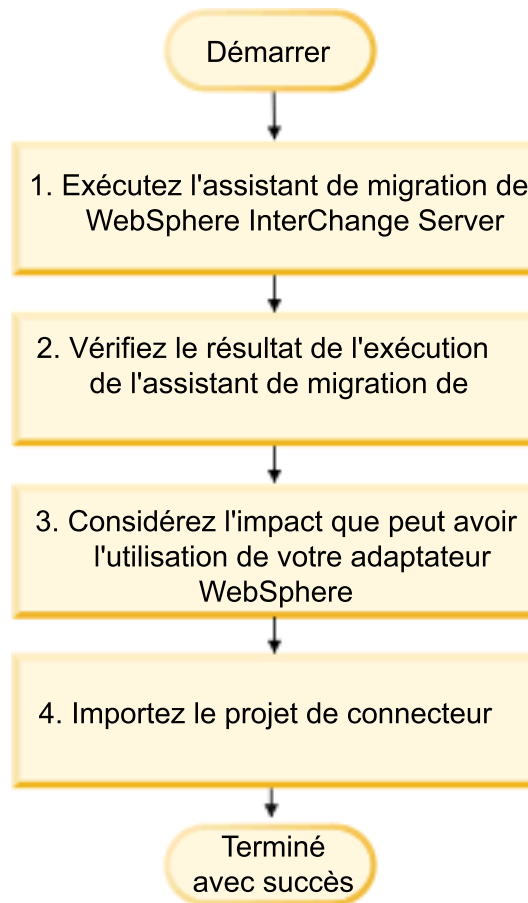 Démarrer
1. Exécutez l'assistant de migration de
WebSphere InterChange Server
2. Vérifiez le résultat de l'exécution
de l'assistant de migration de
3. Considérez l'impact que peut avoir
l'utilisation de votre adaptateur
WebSphere
4. Importez le projet de connecteur
Terminé
avec succès